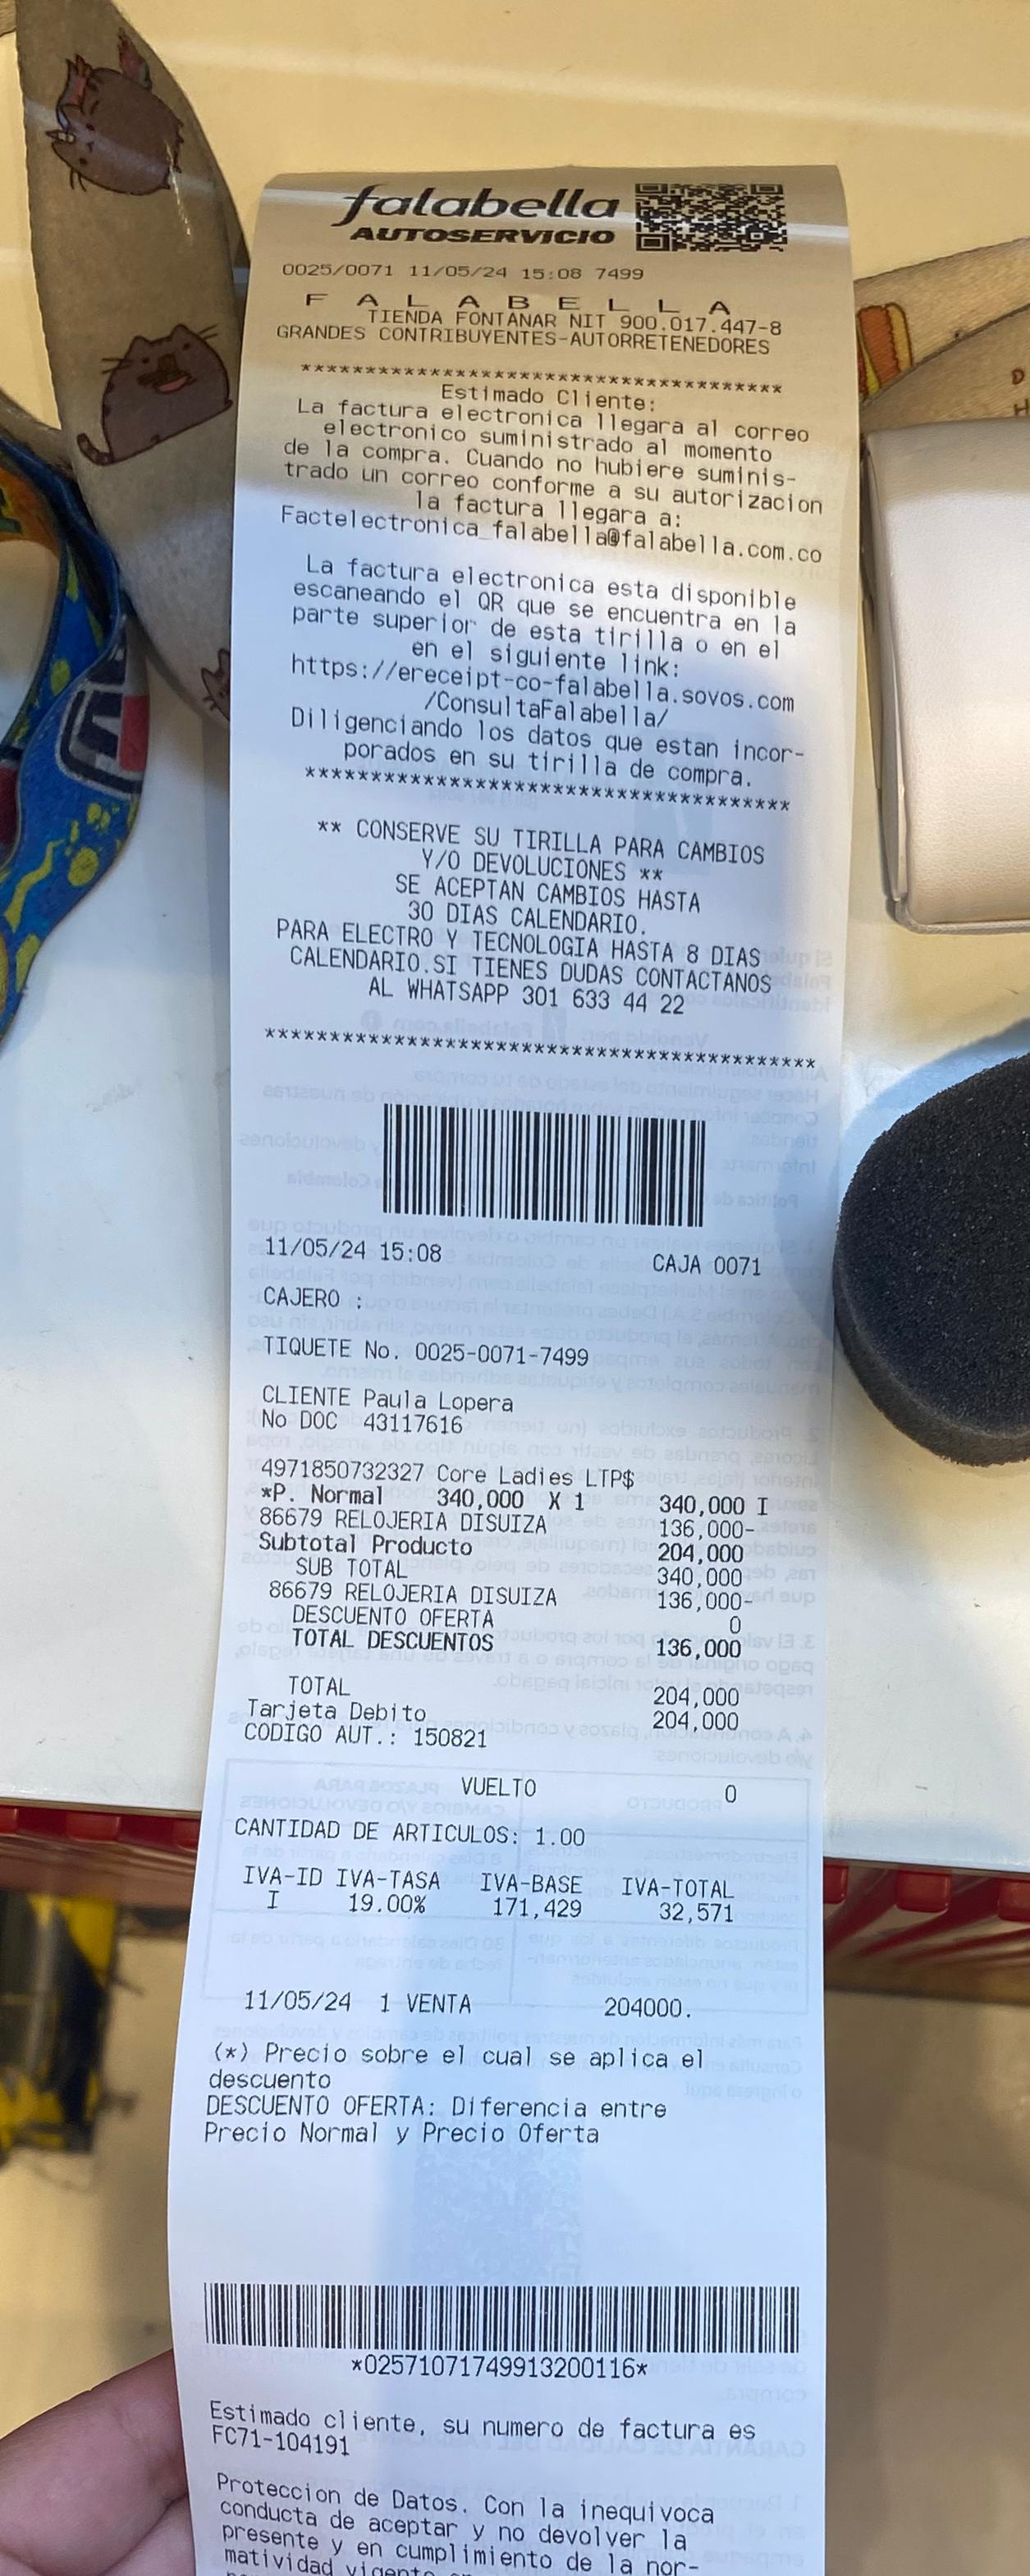 falabella
AUTOSERVICIO
0025/0071 11/05/24 15:08 7499
F A L A B E L L A
TIENDA FONTANAR NIT 900.017.447-8
GRANDES CONTRIBUYENTES-AUTORRETENEDORES
*************************************
Estimado Cliente:
La factura electronica llegara al correo
electronico suministrado al momento
de la compra. Cuando no hubiere suminis-
trado un correo conforme a su autorizacion
la factura llegara a:
Factelectronica_falabella@falabella.com.co
La factura electronica esta disponible
escaneando el QR que se encuentra en la
parte superior de esta tirilla o en el
en el siguiente link:
https://ereceipt-co-falabella.sovos.com
/ConsultaFalabella/
Diligenciando los datos que estan incor-
porados en su tirilla de compra.
*************************************
** CONSERVE SU TIRILLA PARA CAMBIOS
Y/O DEVOLUCIONES **
SE ACEPTAN CAMBIOS HASTA
30 DIAS CALENDARIO.
PARA ELECTRO Y TECNOLOGIA HASTA 8 DIAS
CALENDARIO.SI TIENES DUDAS CONTACTANOS
AL WHATSAPP 301 633 44 22
******************************************
11/05/24 15:08 CAJA 0071
CAJERO :
TIQUETE No. 0025-0071-7499
CLIENTE Paula Lopera
No DOC 43117616
4971850732327 Core Ladies LTP$
*P. Normal 340,000 X 1 340,000 I
86679 RELOJERIA DISUIZA 136,000-
Subtotal Producto 204,000
SUB TOTAL 340,000
86679 RELOJERIA DISUIZA 136,000-
DESCUENTO OFERTA 0
TOTAL DESCUENTOS 136,000
TOTAL 204,000
Tarjeta Debito 204,000
CODIGO AUT.: 150821
VUELTO 0
CANTIDAD DE ARTICULOS: 1.00
IVA-ID IVA-TASA IVA-BASE IVA-TOTAL
I 19.00% 171,429 32,571
11/05/24 1 VENTA 204000.
(*) Precio sobre el cual se aplica el
descuento
DESCUENTO OFERTA: Diferencia entre
Precio Normal y Precio Oferta
*02571071749913200116*
Estimado cliente, su numero de factura es
FC71-104191
Proteccion de Datos. Con la inequivoca
conducta de aceptar y no devolver la
presente y en cumplimiento de la nor-
matividad vigente